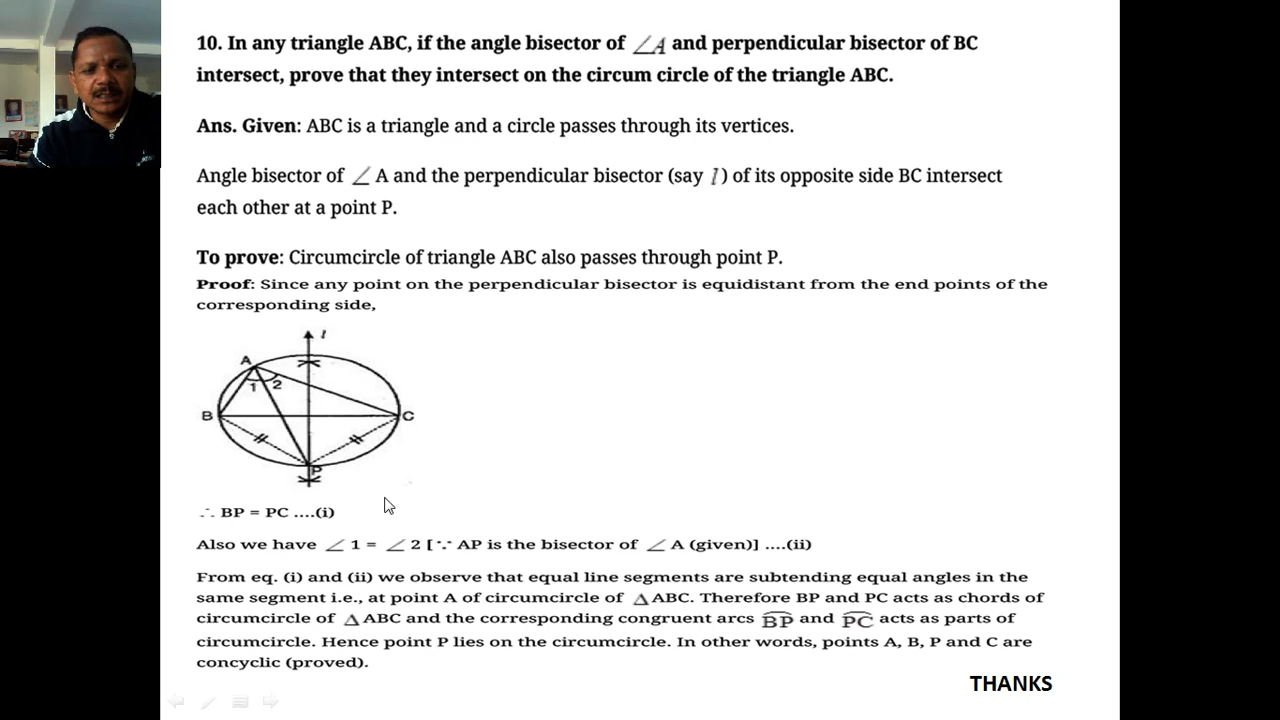 10. In any triangle ABC, if the angle bisector of ∠A and perpendicular bisector of BC
intersect, prove that they intersect on the circum circle of the triangle ABC.
Ans. Given: ABC is a triangle and a circle passes through its vertices.
Angle bisector of ∠ A and the perpendicular bisector (say l) of its opposite side BC intersect
each other at a point P.
To prove: Circumcircle of triangle ABC also passes through point P.
Proof: Since any point on the perpendicular bisector is equidistant from the end points of the
corresponding side,
l
A
1 2
B C
P
∴ BP = PC ....(i)
Also we have ∠ 1 = ∠ 2 [∵ AP is the bisector of ∠ A (given)] ....(ii)
From eq. (i) and (ii) we observe that equal line segments are subtending equal angles in the
same segment i.e., at point A of circumcircle of △ ABC. Therefore BP and PC acts as chords of
circumcircle of △ ABC and the corresponding congruent arcs B͡P and P͡C acts as parts of
circumcircle. Hence point P lies on the circumcircle. In other words, points A, B, P and C are
concyclic (proved).
THANKS